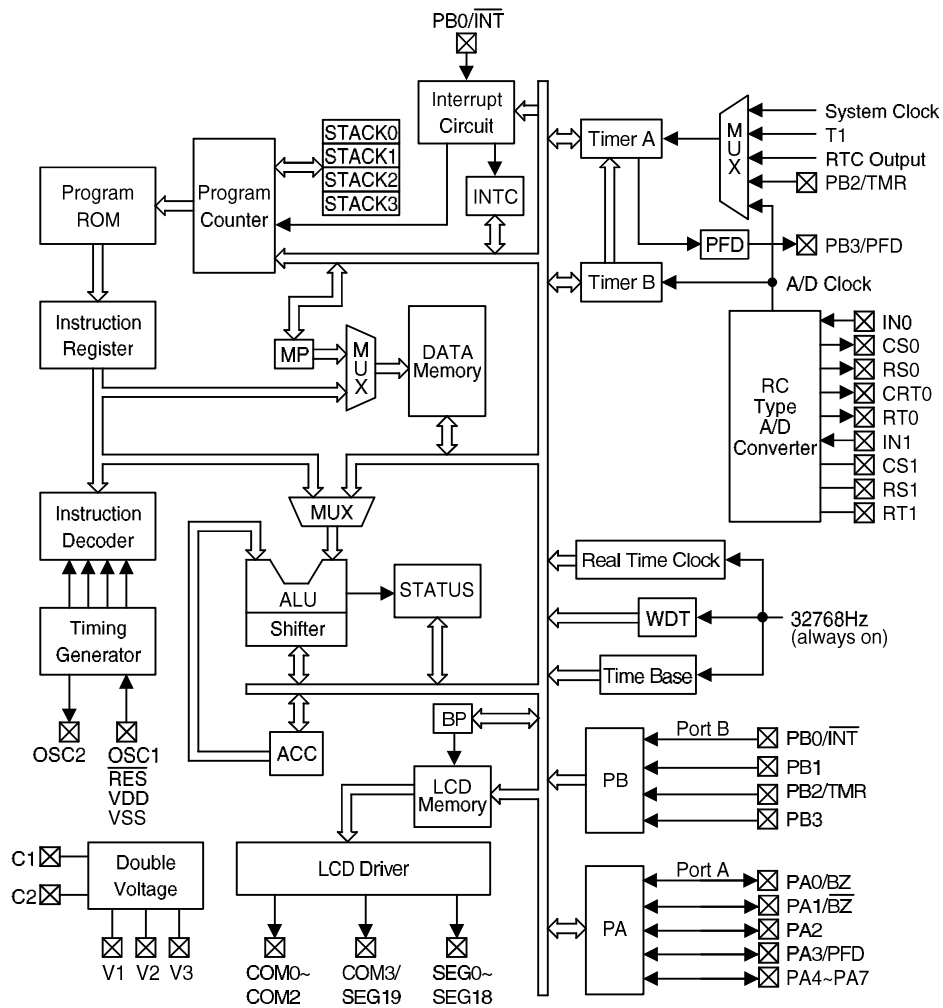 PB0/INT
Interrupt
Circuit
INTC
STACK0
STACK1
STACK2
STACK3
Program
ROM
Program
Counter
Timer A
MUX
System Clock
T1
RTC Output
PB2/TMR
PFD
PB3/PFD
Timer B
A/D Clock
Instruction
Register
MP
MUX
DATA
Memory
RC
Type
A/D
Converter
IN0
CS0
RS0
CRT0
RT0
IN1
CS1
RS1
RT1
Instruction
Decoder
MUX
ALU
Shifter
STATUS
Real Time Clock
WDT
Time Base
32768Hz
(always on)
Timing
Generator
OSC2
OSC1
RES
VDD
VSS
ACC
BP
LCD
Memory
PB
Port B
PB0/INT
PB1
PB2/TMR
PB3
C1
C2
Double
Voltage
V1
V2
V3
LCD Driver
COM0~
COM2
COM3/
SEG19
SEG0~
SEG18
PA
Port A
PA0/BZ
PA1/BZ
PA2
PA3/PFD
PA4~PA7